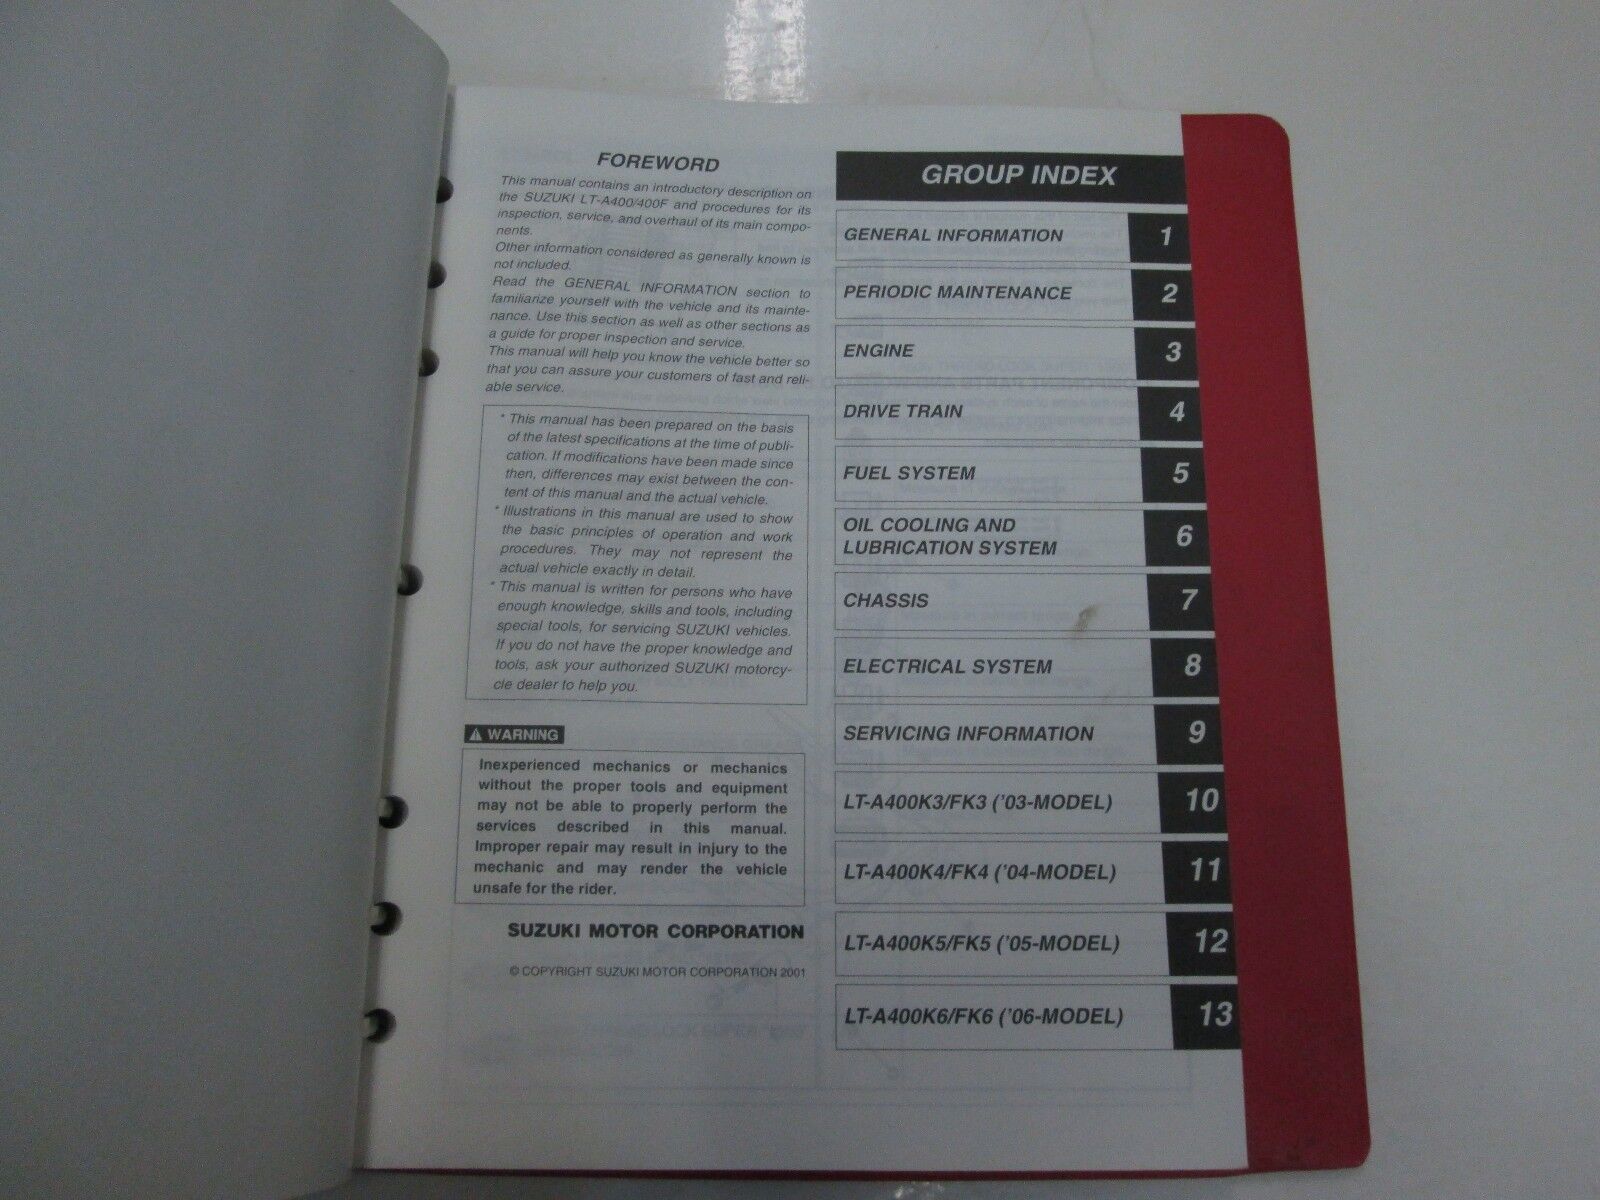 FOREWORD
This manual contains an introductory description on
the SUZUKI LT-A400/400F and procedures for its
inspection, service, and overhaul of its main compo-
nents.
Other information considered as generally known is
not included.
Read the GENERAL INFORMATION section to
familiarize yourself with the vehicle and its mainte-
nance. Use this section as well as other sections as
a guide for proper inspection and service.
This manual will help you know the vehicle better so
that you can assure your customers of fast and reli-
able service.
* This manual has been prepared on the basis
of the latest specifications at the time of publi-
cation. If modifications have been made since
then, differences may exist between the con-
tent of this manual and the actual vehicle.
* Illustrations in this manual are used to show
the basic principles of operation and work
procedures. They may not represent the
actual vehicle exactly in detail.
* This manual is written for persons who have
enough knowledge, skills and tools, including
special tools, for servicing SUZUKI vehicles.
If you do not have the proper knowledge and
tools, ask your authorized SUZUKI motorcy-
cle dealer to help you.
WARNING
Inexperienced mechanics or mechanics
without the proper tools and equipment
may not be able to properly perform the
services described in this manual.
Improper repair may result in injury to the
mechanic and may render the vehicle
unsafe for the rider.
SUZUKI MOTOR CORPORATION
© COPYRIGHT SUZUKI MOTOR CORPORATION 2001
GROUP INDEX
GENERAL INFORMATION 1
PERIODIC MAINTENANCE 2
ENGINE 3
DRIVE TRAIN 4
FUEL SYSTEM 5
OIL COOLING AND
LUBRICATION SYSTEM 6
CHASSIS 7
ELECTRICAL SYSTEM 8
SERVICING INFORMATION 9
LT-A400K3/FK3 ('03-MODEL) 10
LT-A400K4/FK4 ('04-MODEL) 11
LT-A400K5/FK5 ('05-MODEL) 12
LT-A400K6/FK6 ('06-MODEL) 13